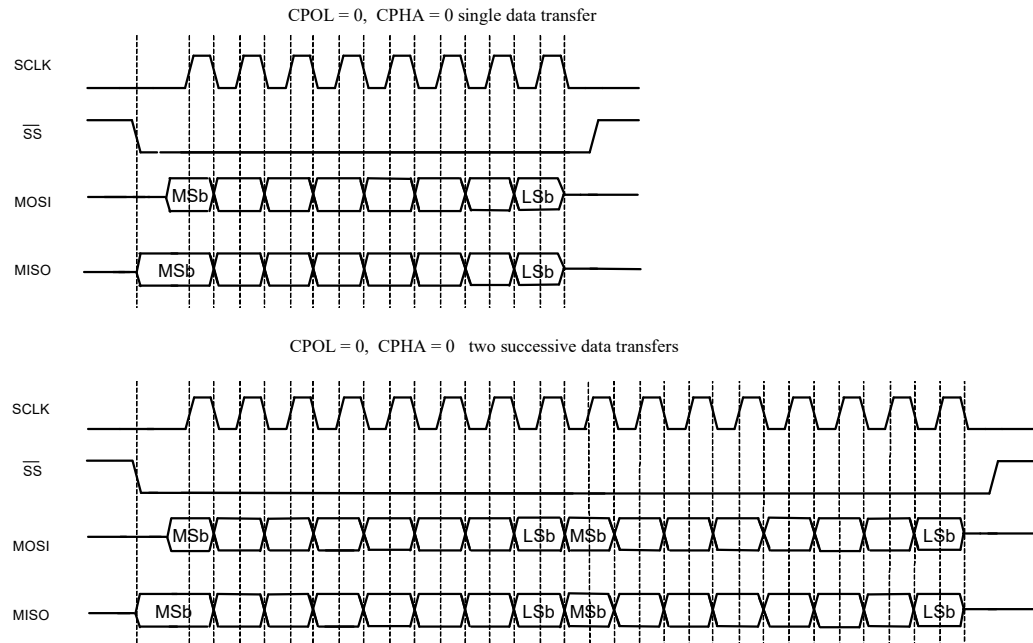 CPOL = 0, CPHA = 0 single data transfer
SCLK
SS
MOSI
MSb
LSb
MISO
MSb
LSb
CPOL = 0, CPHA = 0 two successive data transfers
SCLK
SS
MOSI
MSb
LSb
MSb
LSb
MISO
MSb
LSb
MSb
LSb